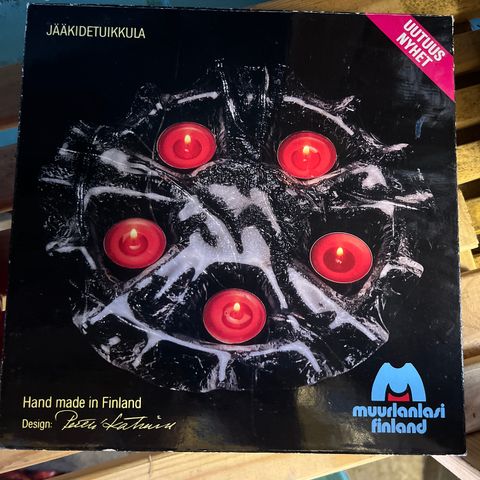 JÄÄKIDETUIKKULA
UUTUUS
NYHET
Hand made in Finland
Design:
muurlanlasi
finland